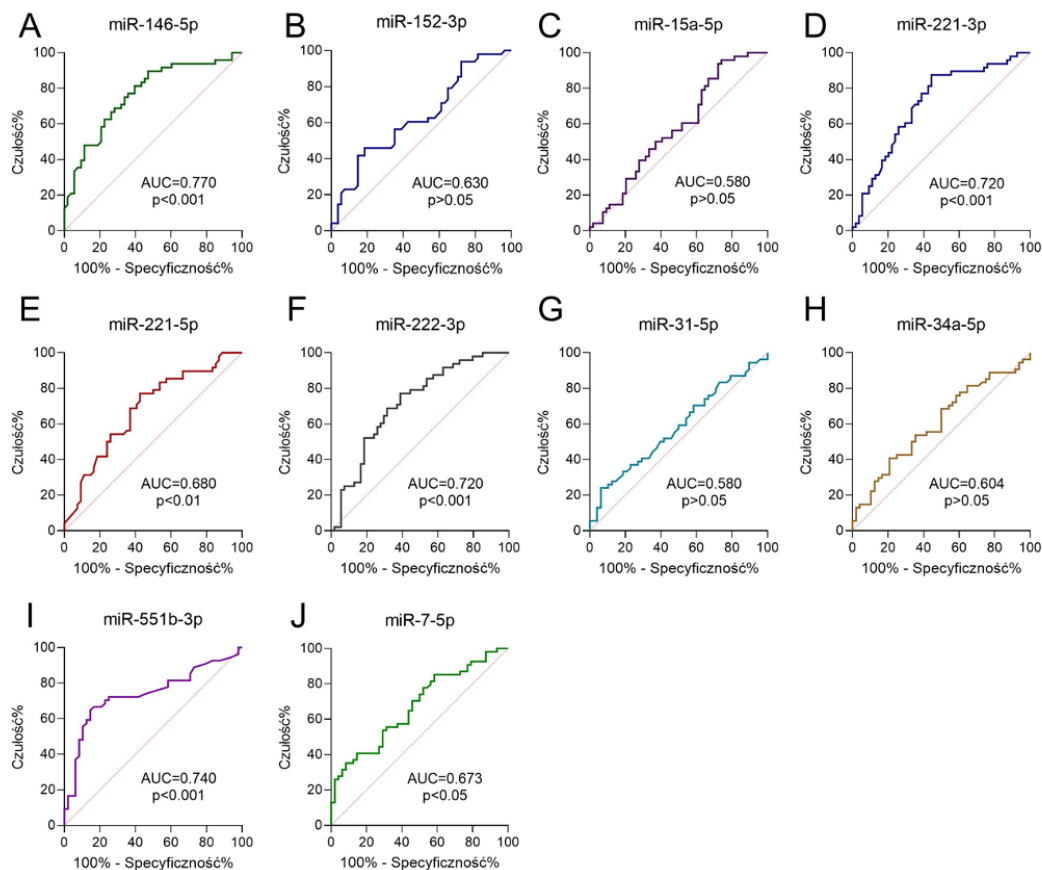 A
miR-146-5p
100
80
60
40
20
0
Czułość%
AUC=0.770
p<0.001
0 20 40 60 80 100
100% - Specyficzność%
B
miR-152-3p
100
80
60
40
20
0
Czułość%
AUC=0.630
p>0.05
0 20 40 60 80 100
100% - Specyficzność%
C
miR-15a-5p
100
80
60
40
20
0
Czułość%
AUC=0.580
p>0.05
0 20 40 60 80 100
100% - Specyficzność%
D
miR-221-3p
100
80
60
40
20
0
Czułość%
AUC=0.720
p<0.001
0 20 40 60 80 100
100% - Specyficzność%
E
miR-221-5p
100
80
60
40
20
0
Czułość%
AUC=0.680
p<0.01
0 20 40 60 80 100
100% - Specyficzność%
F
miR-222-3p
100
80
60
40
20
0
Czułość%
AUC=0.720
p<0.001
0 20 40 60 80 100
100% - Specyficzność%
G
miR-31-5p
100
80
60
40
20
0
Czułość%
AUC=0.580
p>0.05
0 20 40 60 80 100
100% - Specyficzność%
H
miR-34a-5p
100
80
60
40
20
0
Czułość%
AUC=0.604
p>0.05
0 20 40 60 80 100
100% - Specyficzność%
I
miR-551b-3p
100
80
60
40
20
0
Czułość%
AUC=0.740
p<0.001
0 20 40 60 80 100
100% - Specyficzność%
J
miR-7-5p
100
80
60
40
20
0
Czułość%
AUC=0.673
p<0.05
0 20 40 60 80 100
100% - Specyficzność%